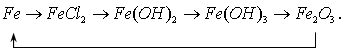 Fe → FeCl₂ → Fe(OH)₂ → Fe(OH)₃ → Fe₂O₃.